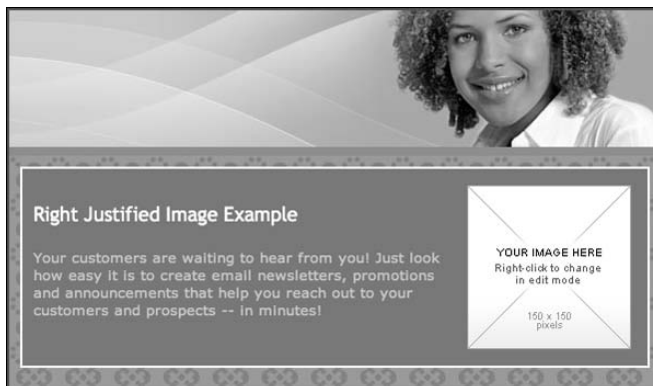 Right Justified Image Example
Your customers are waiting to hear from you! Just look
how easy it is to create email newsletters, promotions
and announcements that help you reach out to your
customers and prospects -- in minutes!
YOUR IMAGE HERE
Right-click to change
in edit mode
150 x 150
pixels